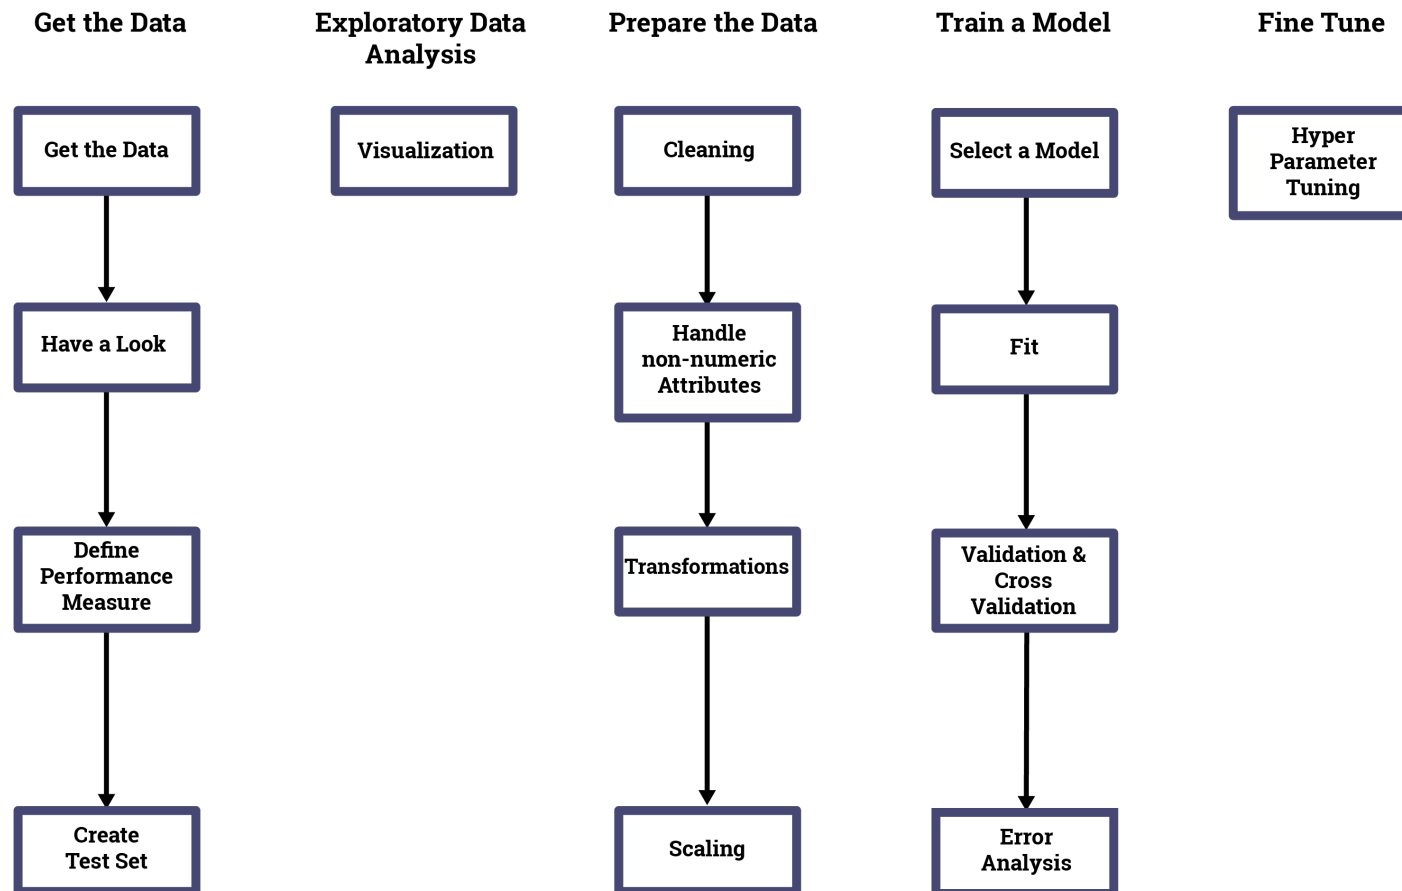 Get the Data
Exploratory Data
Analysis
Prepare the Data
Train a Model
Fine Tune
Get the Data
Have a Look
Define
Performance
Measure
Create
Test Set
Visualization
Cleaning
Handle
non-numeric
Attributes
Transformations
Scaling
Select a Model
Fit
Validation &
Cross
Validation
Error
Analysis
Hyper
Parameter
Tuning